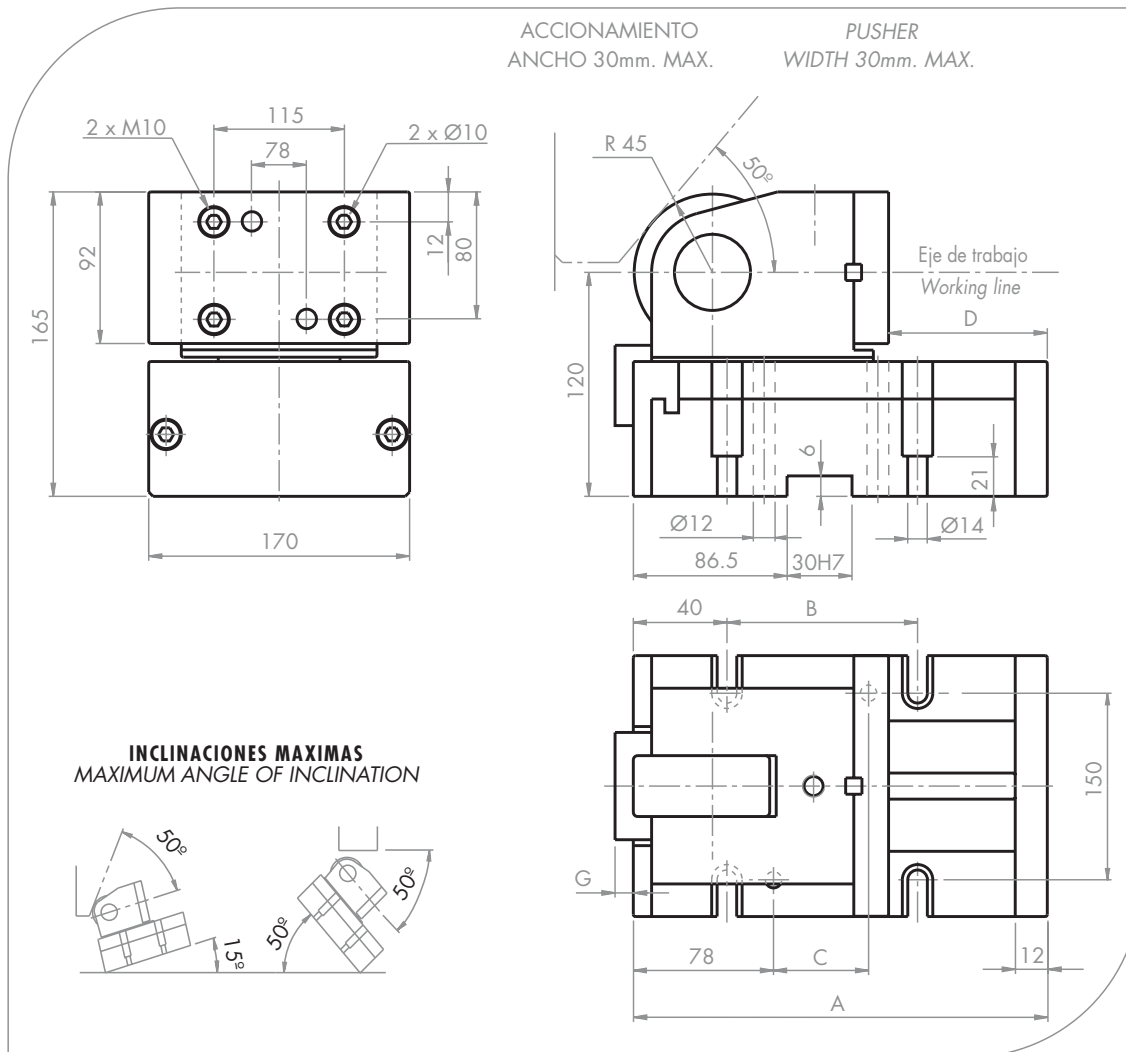 ACCIONAMIENTO
ANCHO 30mm. MAX.
PUSHER
WIDTH 30mm. MAX.
2 x M10
115
2 x Ø10
78
92
12
80
165
170
R 45
50º
Eje de trabajo
Working line
D
120
6
21
Ø12
Ø14
86.5
30H7
40
B
150
G
78
C
12
A
INCLINACIONES MAXIMAS
MAXIMUM ANGLE OF INCLINATION
50º
15º
50º
50º